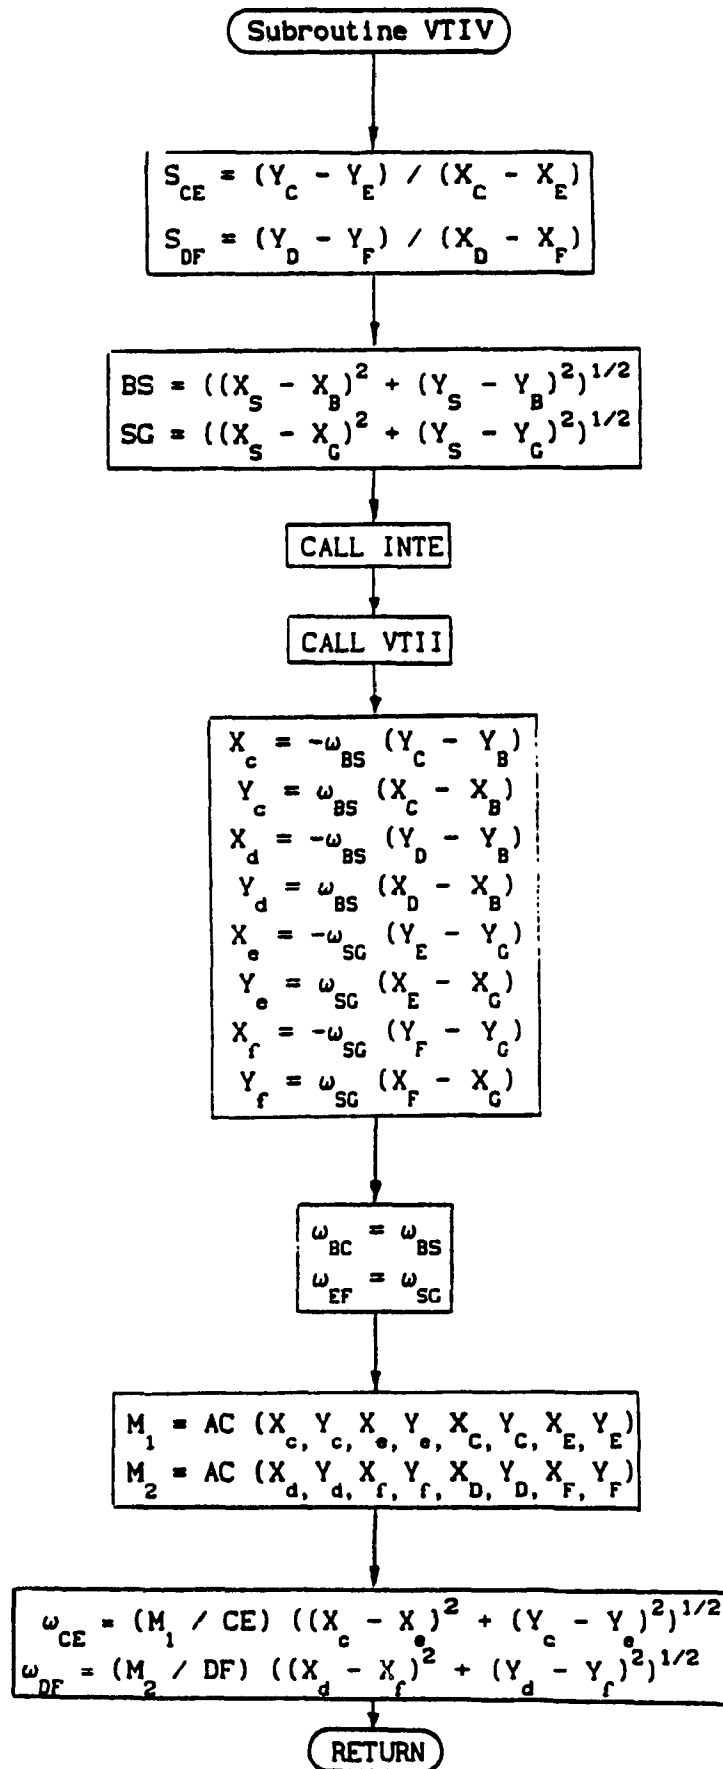 Subroutine VTIV
S_CE = (Y_C - Y_E) / (X_C - X_E)
S_DF = (Y_D - Y_F) / (X_D - X_F)
BS = ((X_S - X_B)^2 + (Y_S - Y_B)^2)^1/2
SG = ((X_S - X_G)^2 + (Y_S - Y_G)^2)^1/2
CALL INTE
CALL VTII
X_c = -ω_BS (Y_C - Y_B)
Y_c = ω_BS (X_C - X_B)
X_d = -ω_BS (Y_D - Y_B)
Y_d = ω_BS (X_D - X_B)
X_e = -ω_SG (Y_E - Y_G)
Y_e = ω_SG (X_E - X_G)
X_f = -ω_SG (Y_F - Y_G)
Y_f = ω_SG (X_F - X_G)
ω_BC = ω_BS
ω_EF = ω_SG
M_1 = AC (X_c, Y_c, X_e, Y_e, X_C, Y_C, X_E, Y_E)
M_2 = AC (X_d, Y_d, X_f, Y_f, X_D, Y_D, X_F, Y_F)
ω_CE = (M_1 / CE) ((X_c - X_e)^2 + (Y_c - Y_e)^2)^1/2
ω_DF = (M_2 / DF) ((X_d - X_f)^2 + (Y_d - Y_f)^2)^1/2
RETURN